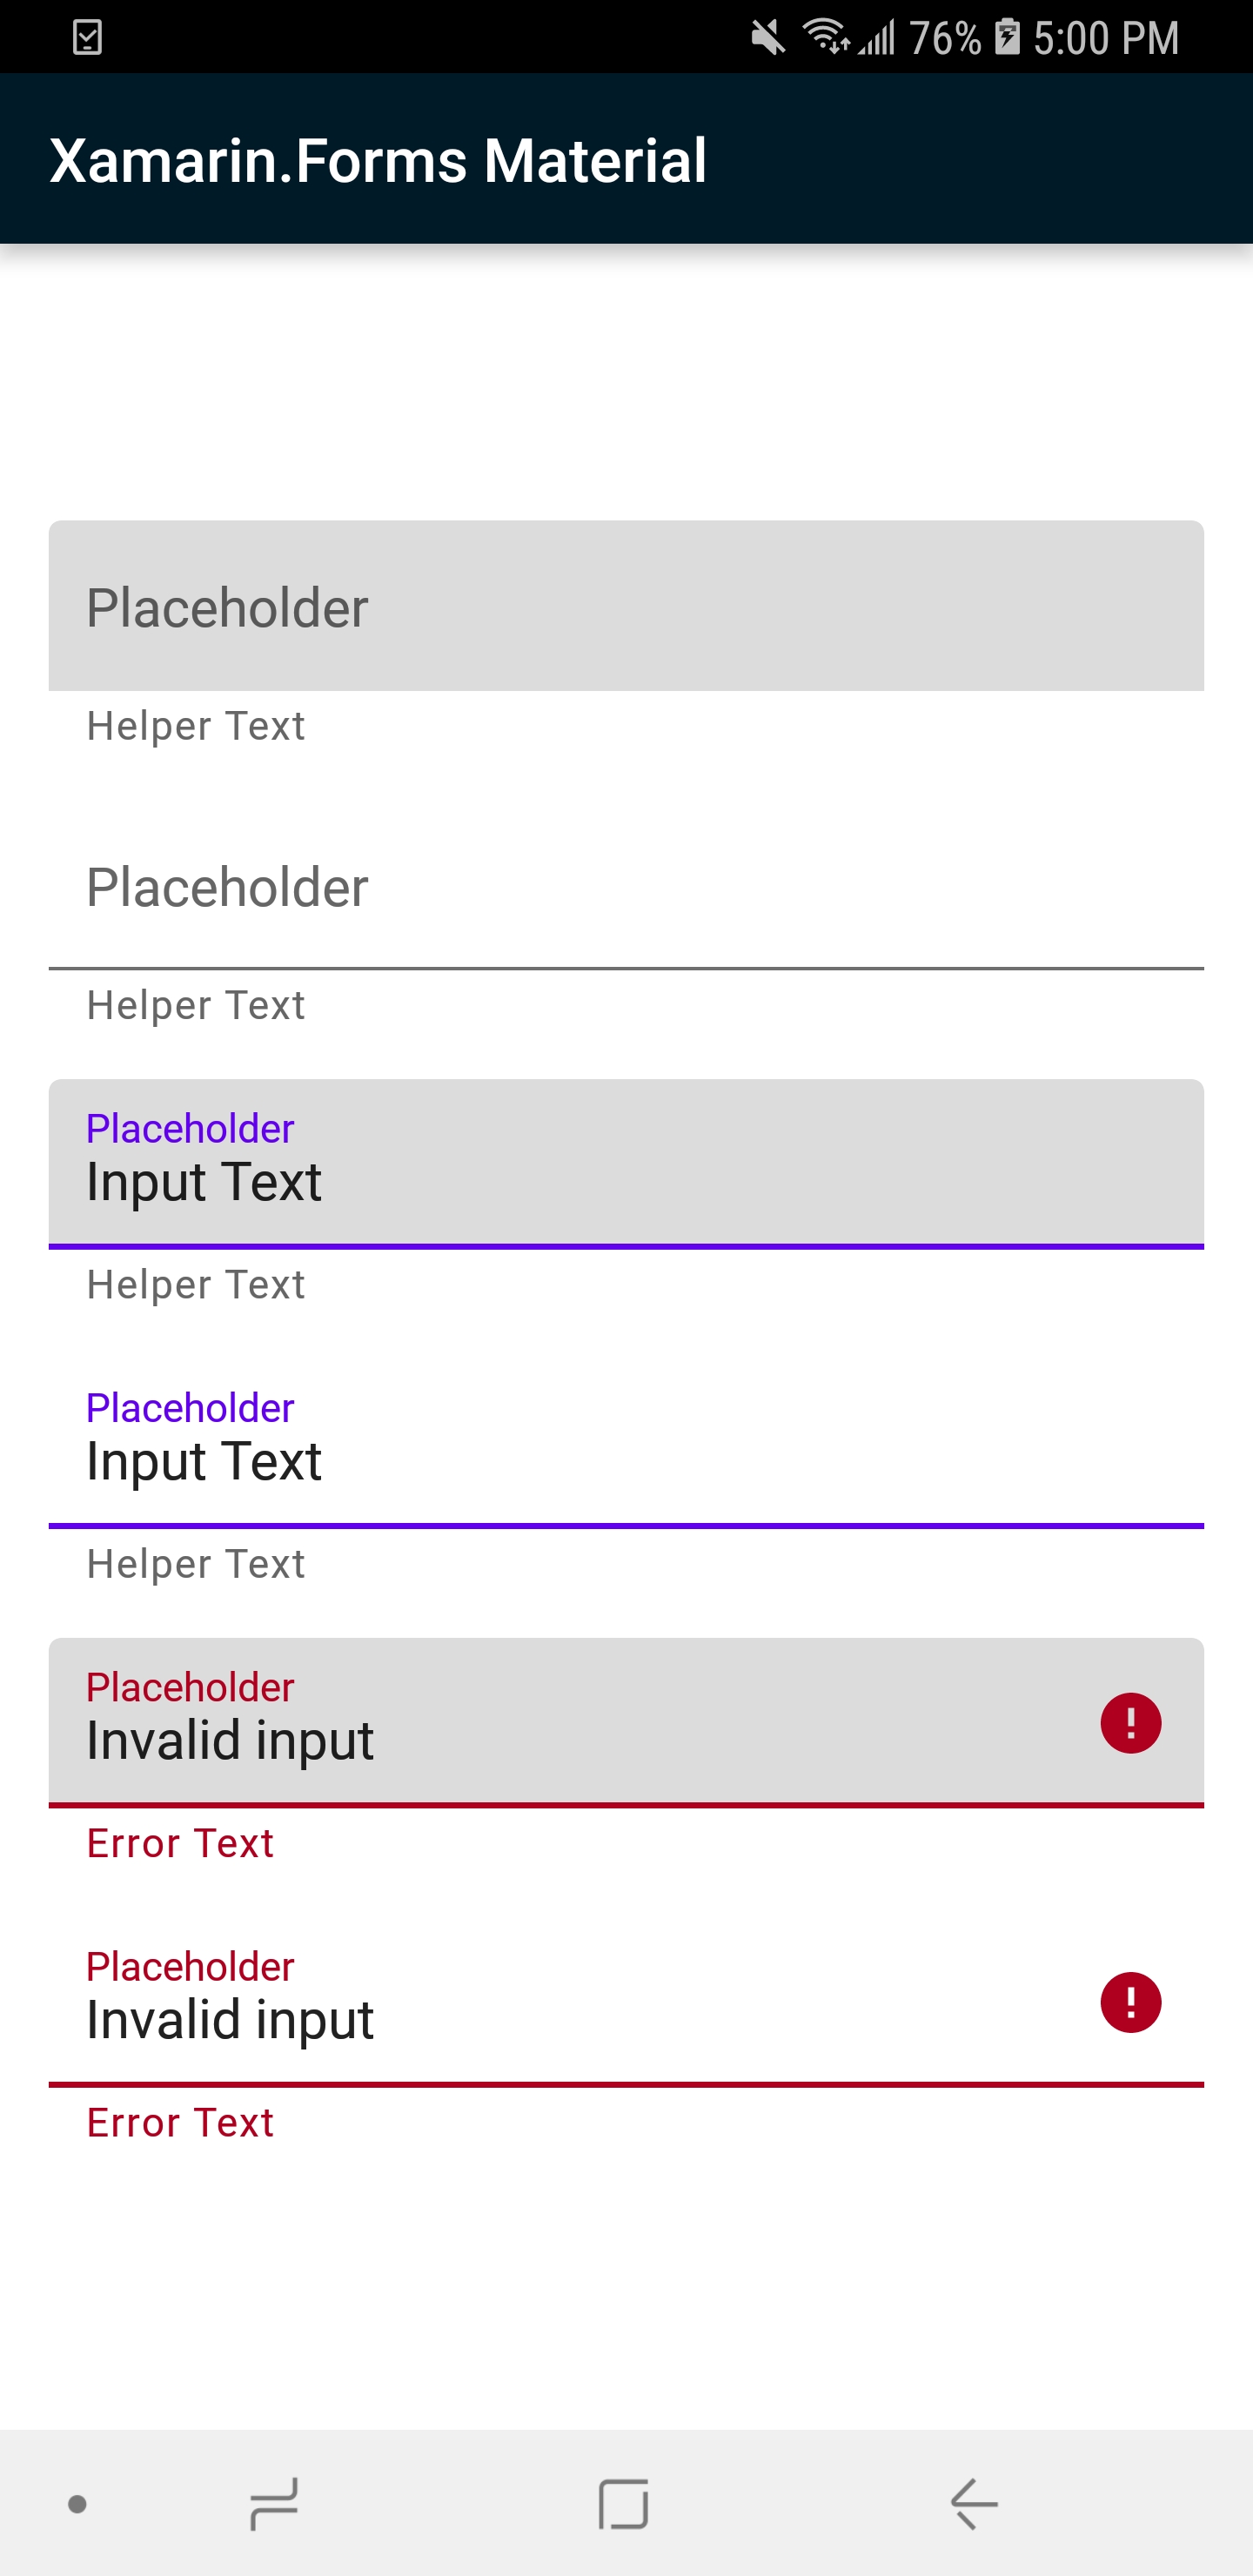 76% 5:00 PM
Xamarin.Forms Material
Placeholder
Helper Text
Placeholder
Helper Text
Placeholder
Input Text
Helper Text
Placeholder
Input Text
Helper Text
Placeholder
Invalid input
Error Text
Placeholder
Invalid input
Error Text